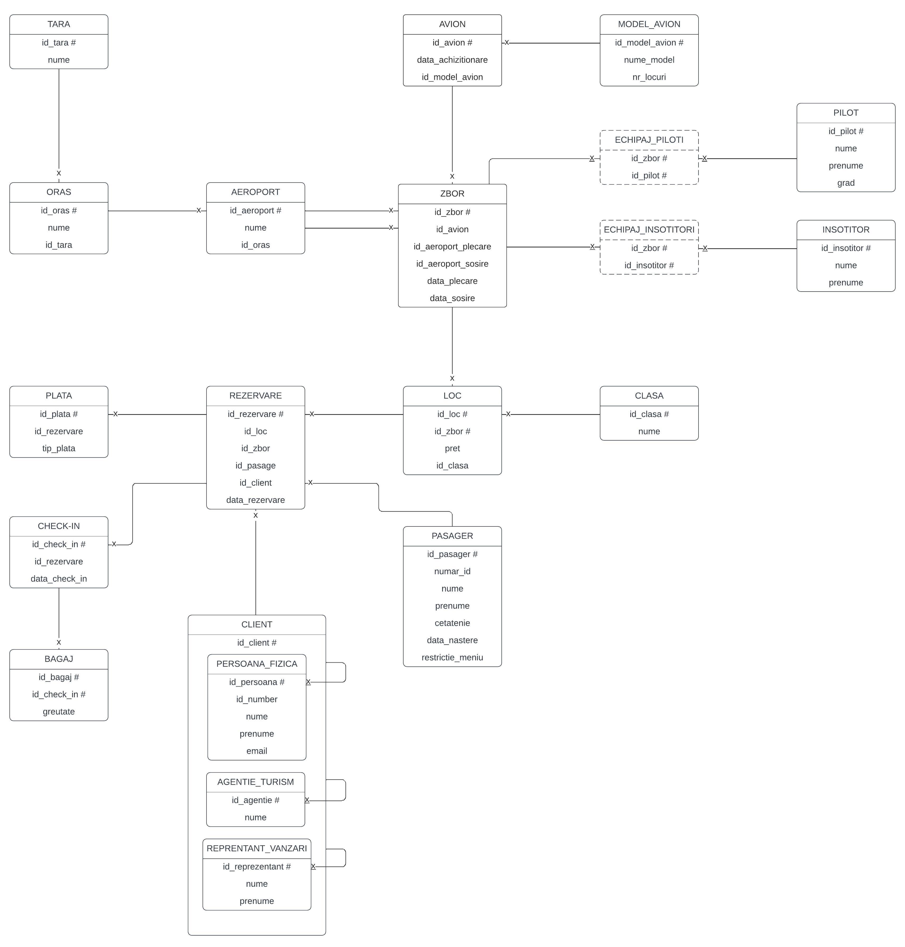 TARA
id_tara #
nume
AVION
id_avion #
data_achizitionare
id_model_avion
MODEL_AVION
id_model_avion #
nume_model
nr_locuri
x
PILOT
id_pilot #
nume
prenume
grad
ECHIPAJ_PILOTI
id_zbor #
id_pilot #
x
x
x
x
ORAS
id_oras #
nume
id_tara
AEROPORT
id_aeroport #
nume
id_oras
x
ZBOR
id_zbor #
id_avion
id_aeroport_plecare
id_aeroport_sosire
data_plecare
data_sosire
x
x
ECHIPAJ_INSOTITORI
id_zbor #
id_insotitor #
x
x
INSOTITOR
id_insotitor #
nume
prenume
x
PLATA
id_plata #
id_rezervare
tip_plata
x
REZERVARE
id_rezervare #
id_loc
id_zbor
id_pasage
id_client
data_rezervare
x
x
x
LOC
id_loc #
id_zbor #
pret
id_clasa
x
CLASA
id_clasa #
nume
CHECK-IN
id_check_in #
id_rezervare
data_check_in
x
PASAGER
id_pasager #
numar_id
nume
prenume
cetatenie
data_nastere
restrictie_meniu
x
BAGAJ
id_bagaj #
id_check_in #
greutate
CLIENT
id_client #
PERSOANA_FIZICA
id_persoana #
x
id_number
nume
prenume
email
AGENTIE_TURISM
id_agentie #
x
nume
REPRENTANT_VANZARI
id_reprezentant #
x
nume
prenume